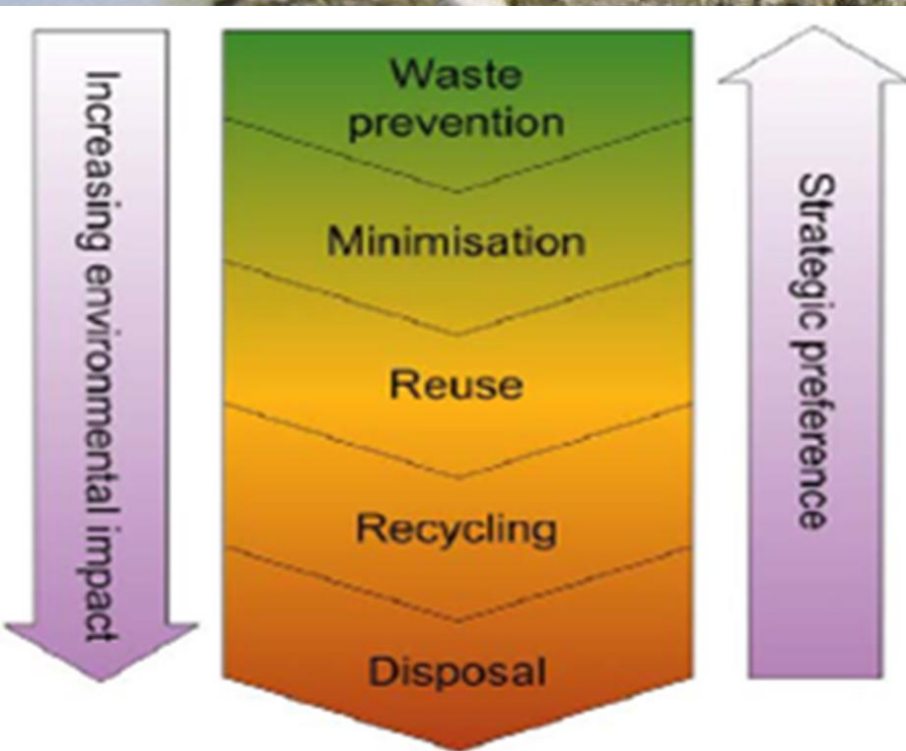 Increasing environmental impact
Waste
prevention
Minimisation
Reuse
Recycling
Disposal
Strategic preference